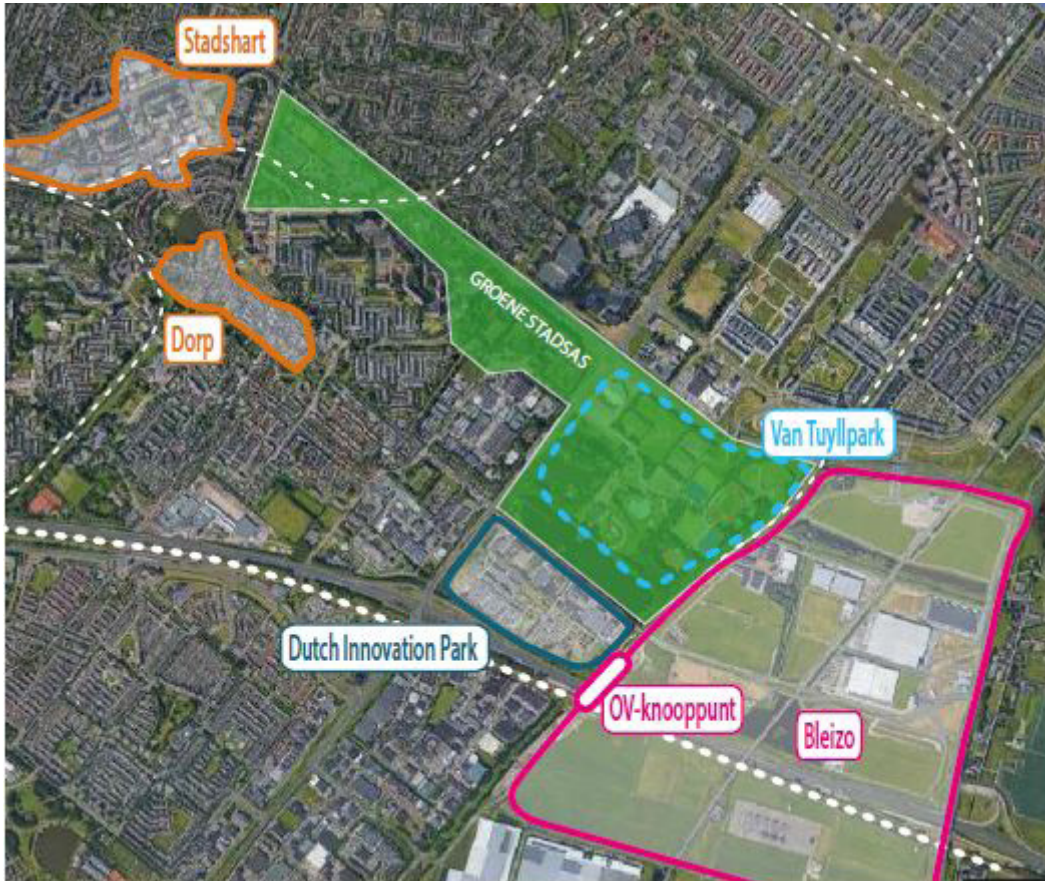 Stadshart
GROENE STADSAS
Dorp
Van Tuyllpark
Dutch Innovation Park
OV-knooppunt
Bleizo